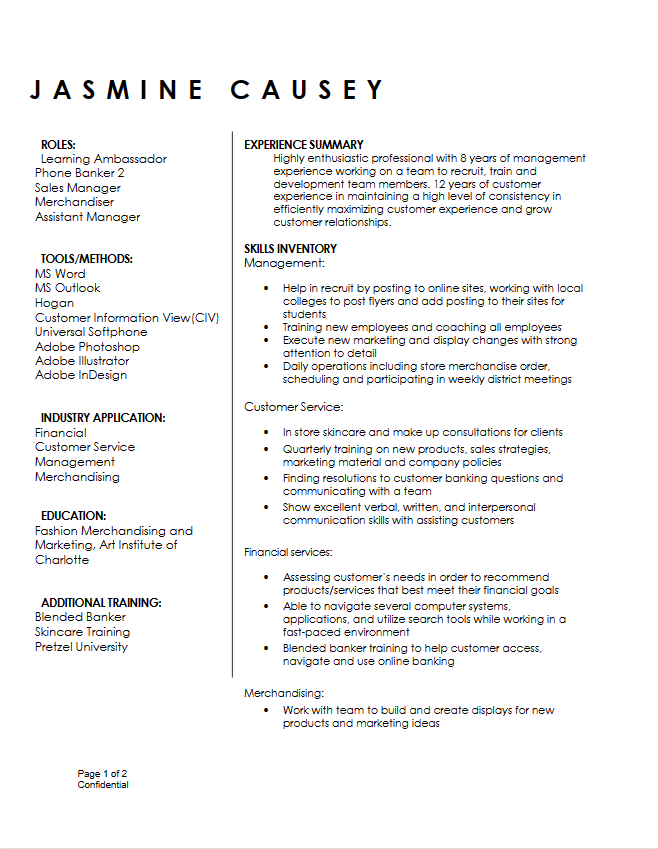 JASMINE CAUSEY
ROLES:
Learning Ambassador
Phone Banker 2
Sales Manager
Merchandiser
Assistant Manager
TOOLS/METHODS:
MS Word
MS Outlook
Hogan
Customer Information View(CIV)
Universal Softphone
Adobe Photoshop
Adobe Illustrator
Adobe InDesign
INDUSTRY APPLICATION:
Financial
Customer Service
Management
Merchandising
EDUCATION:
Fashion Merchandising and
Marketing, Art Institute of
Charlotte
ADDITIONAL TRAINING:
Blended Banker
Skincare Training
Pretzel University
EXPERIENCE SUMMARY
Highly enthusiastic professional with 8 years of management
experience working on a team to recruit, train and
development team members. 12 years of customer
experience in maintaining a high level of consistency in
efficiently maximizing customer experience and grow
customer relationships.
SKILLS INVENTORY
Management:
• Help in recruit by posting to online sites, working with local
colleges to post flyers and add posting to their sites for
students
• Training new employees and coaching all employees
• Execute new marketing and display changes with strong
attention to detail
• Daily operations including store merchandise order,
scheduling and participating in weekly district meetings
Customer Service:
• In store skincare and make up consultations for clients
• Quarterly training on new products, sales strategies,
marketing material and company policies
• Finding resolutions to customer banking questions and
communicating with a team
• Show excellent verbal, written, and interpersonal
communication skills with assisting customers
Financial services:
• Assessing customer's needs in order to recommend
products/services that best meet their financial goals
• Able to navigate several computer systems,
applications, and utilize search tools while working in a
fast-paced environment
• Blended banker training to help customer access,
navigate and use online banking
Merchandising:
• Work with team to build and create displays for new
products and marketing ideas
Page 1 of 2
Confidential